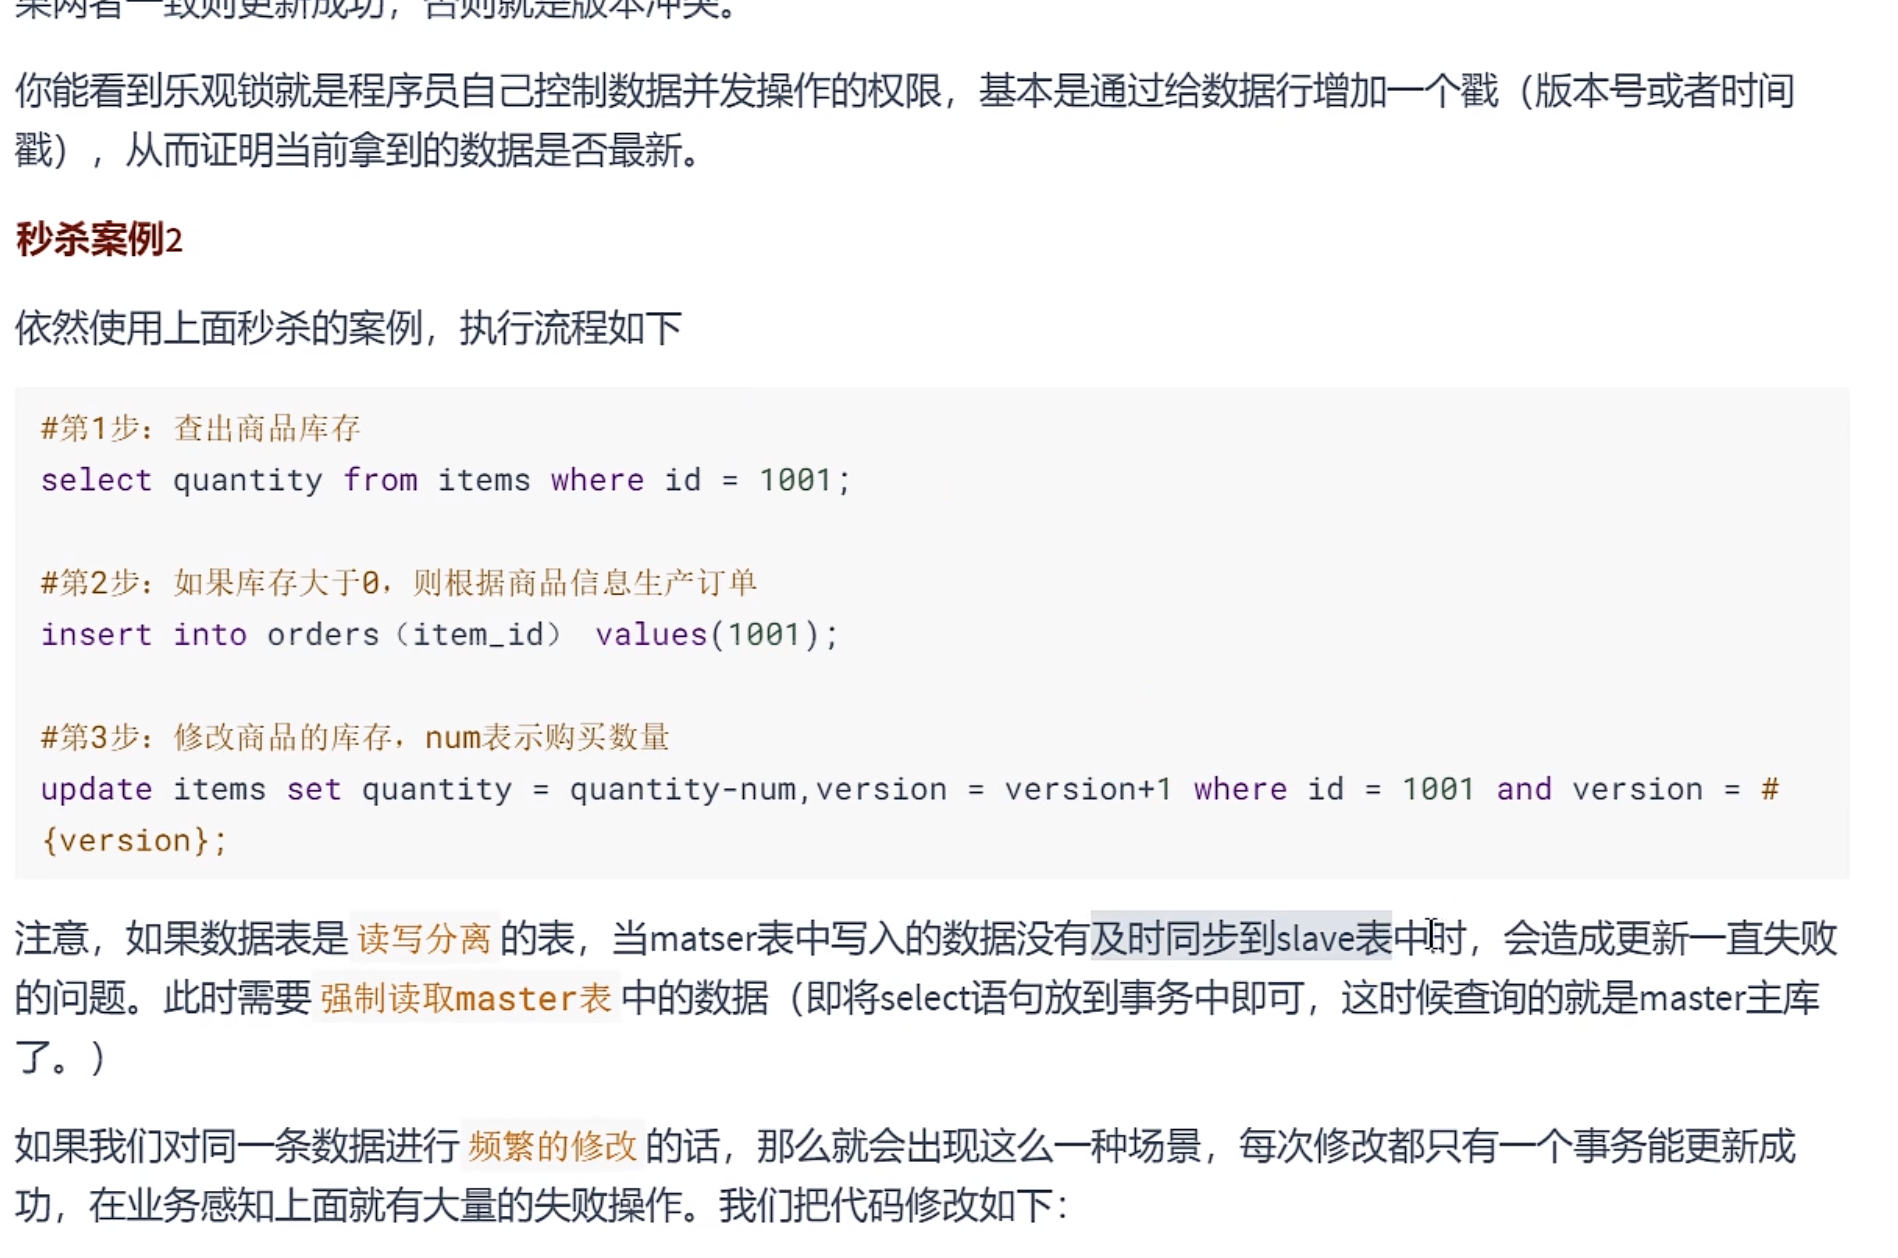 果两者一致则更新成功，否则就是版本冲突。
你能看到乐观锁就是程序员自己控制数据并发操作的权限，基本是通过给数据行增加一个戳（版本号或者时间
戳），从而证明当前拿到的数据是否最新。
秒杀案例2
依然使用上面秒杀的案例，执行流程如下
#第1步：查出商品库存
select quantity from items where id = 1001;
#第2步：如果库存大于0，则根据商品信息生产订单
insert into orders（item_id） values(1001);
#第3步：修改商品的库存，num表示购买数量
update items set quantity = quantity-num,version = version+1 where id = 1001 and version = #
{version};
注意，如果数据表是 读写分离 的表，当matser表中写入的数据没有及时同步到slave表中时，会造成更新一直失败
的问题。此时需要 强制读取master表 中的数据（即将select语句放到事务中即可，这时候查询的就是master主库
了。）
如果我们对同一条数据进行 频繁的修改 的话，那么就会出现这么一种场景，每次修改都只有一个事务能更新成
功，在业务感知上面就有大量的失败操作。我们把代码修改如下：